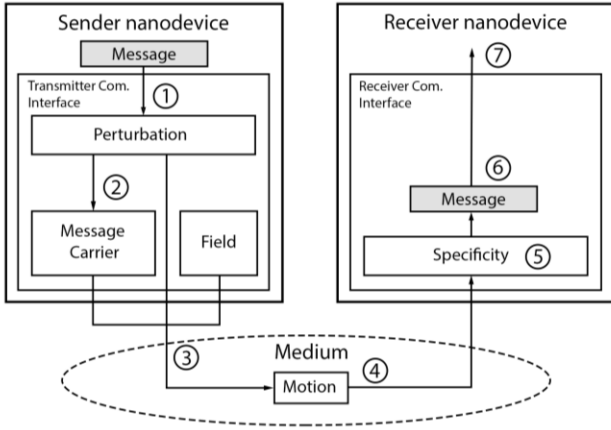 Sender nanodevice
Message
Transmitter Com.
Interface
①
Perturbation
②
Message
Carrier
Field
③
Receiver nanodevice
⑦
Receiver Com.
Interface
⑥
Message
Specificity ⑤
Medium
④
Motion